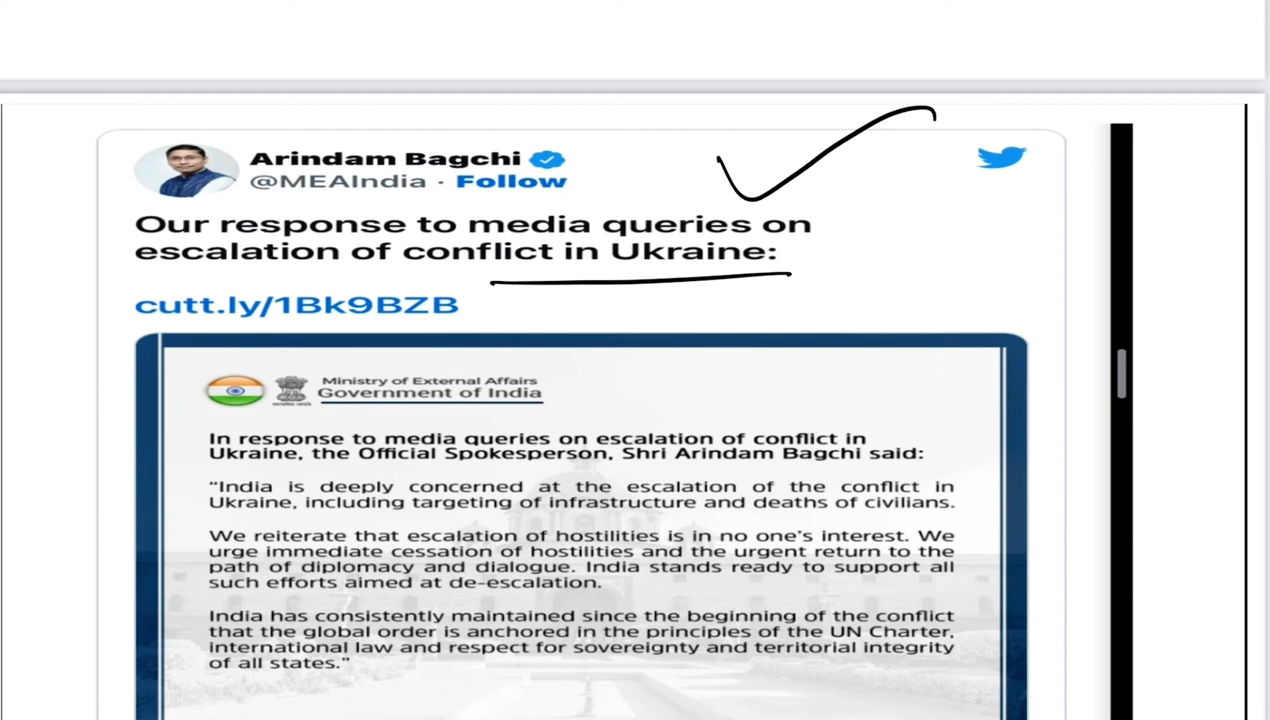 Arindam Bagchi
@MEAIndia · Follow
Our response to media queries on
escalation of conflict in Ukraine:
cutt.ly/1Bk9BZB
Ministry of External Affairs
Government of India
In response to media queries on escalation of conflict in
Ukraine, the Official Spokesperson, Shri Arindam Bagchi said:
“India is deeply concerned at the escalation of the conflict in
Ukraine, including targeting of infrastructure and deaths of civilians.
We reiterate that escalation of hostilities is in no one's interest. We
urge immediate cessation of hostilities and the urgent return to the
path of diplomacy and dialogue. India stands ready to support all
such efforts aimed at de-escalation.
India has consistently maintained since the beginning of the conflict
that the global order is anchored in the principles of the UN Charter,
international law and respect for sovereignty and territorial integrity
of all states.”